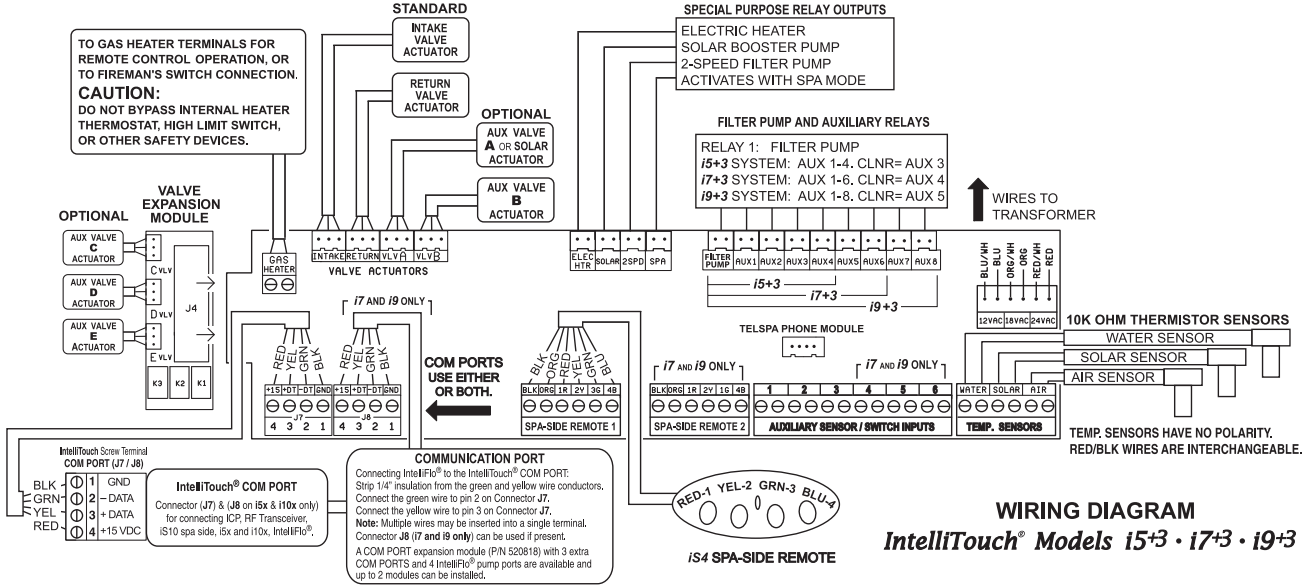 TO GAS HEATER TERMINALS FOR
REMOTE CONTROL OPERATION, OR
TO FIREMAN'S SWITCH CONNECTION.
CAUTION:
DO NOT BYPASS INTERNAL HEATER
THERMOSTAT, HIGH LIMIT SWITCH,
OR OTHER SAFETY DEVICES.
STANDARD
INTAKE
VALVE
ACTUATOR
RETURN
VALVE
ACTUATOR
OPTIONAL
AUX VALVE
A OR SOLAR
ACTUATOR
AUX VALVE
B
ACTUATOR
SPECIAL PURPOSE RELAY OUTPUTS
ELECTRIC HEATER
SOLAR BOOSTER PUMP
2-SPEED FILTER PUMP
ACTIVATES WITH SPA MODE
FILTER PUMP AND AUXILIARY RELAYS
RELAY 1: FILTER PUMP
i5+3 SYSTEM: AUX 1-4. CLNR= AUX 3
i7+3 SYSTEM: AUX 1-6. CLNR= AUX 4
i9+3 SYSTEM: AUX 1-8. CLNR= AUX 5
WIRES TO
TRANSFORMER
VALVE
EXPANSION
MODULE
OPTIONAL
AUX VALVE
C
ACTUATOR
AUX VALVE
D
ACTUATOR
AUX VALVE
E
ACTUATOR
C VLV
D VLV
E VLV
J4
K3 K2 K1
GAS
HEATER
INTAKE RETURN VLV A VLV B
VALVE ACTUATORS
ELEC
HTR SOLAR 2SPD SPA
FILTER
PUMP AUX1 AUX2 AUX3 AUX4 AUX5 AUX6 AUX7 AUX8
i5+3
i7+3
i9+3
BLU/WH
BLU
ORG/WH
ORG
RED/WH
RED
12VAC 18VAC 24VAC
10K OHM THERMISTOR SENSORS
WATER SENSOR
SOLAR SENSOR
AIR SENSOR
TELSPA PHONE MODULE
i7 AND i9 ONLY
RED YEL GRN BLK
RED YEL GRN BLK
+15 +DT -DT GND +15 +DT -DT GND
J7 J8
4 3 2 1 4 3 2 1
COM PORTS
USE EITHER
OR BOTH.
BLK ORG RED YEL GRN BLU
BLK ORG 1R 2Y 3G 4B
SPA-SIDE REMOTE 1
i7 AND i9 ONLY
BLK ORG 1R 2Y 1G 4B
SPA-SIDE REMOTE 2
i7 AND i9 ONLY
1 2 3 4 5 6
AUXILIARY SENSOR / SWITCH INPUTS
WATER SOLAR AIR
TEMP. SENSORS
TEMP. SENSORS HAVE NO POLARITY.
RED/BLK WIRES ARE INTERCHANGEABLE.
IntelliTouch Screw Terminal
COM PORT (J7 / J8)
BLK 1 GND
GRN 2 – DATA
YEL 3 + DATA
RED 4 +15 VDC
IntelliTouch® COM PORT
Connector (J7) & (J8 on i5x & i10x only)
for connecting ICP, RF Transceiver,
iS10 spa side, i5x and i10x, IntelliFlo®.
COMMUNICATION PORT
Connecting IntelliFlo® to the IntelliTouch® COM PORT:
Strip 1/4" insulation from the green and yellow wire conductors.
Connect the green wire to pin 2 on Connector J7.
Connect the yellow wire to pin 3 on Connector J7.
Note: Multiple wires may be inserted into a single terminal.
Connector J8 (i7 and i9 only) can be used if present.
A COM PORT expansion module (P/N 520818) with 3 extra
COM PORTS and 4 IntelliFlo® pump ports are available and
up to 2 modules can be installed.
RED-1 YEL-2 GRN-3 BLU-4
iS4 SPA-SIDE REMOTE
WIRING DIAGRAM
IntelliTouch® Models i5+3 · i7+3 · i9+3